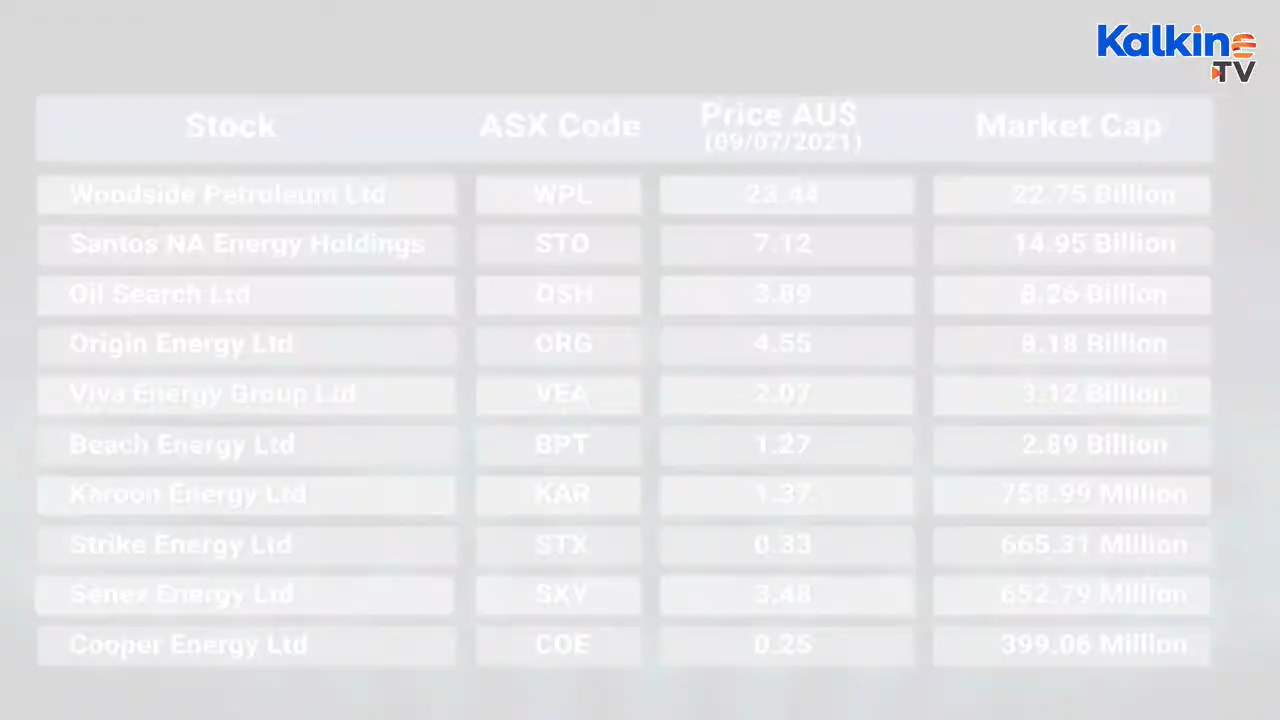 Kalkine
TV
Stock ASX Code Price AU$ Market Cap
(09/07/2021)
Woodside Petroleum Ltd WPL 23.44 22.75 Billion
Santos NA Energy Holdings STO 7.12 14.95 Billion
Oil Search Ltd OSH 3.89 8.26 Billion
Origin Energy Ltd ORG 4.55 8.18 Billion
Viva Energy Group Ltd VEA 2.07 3.12 Billion
Beach Energy Ltd BPT 1.27 2.89 Billion
Karoon Energy Ltd KAR 1.37 758.99 Million
Strike Energy Ltd STX 0.33 665.31 Million
Senex Energy Ltd SXY 3.48 652.79 Million
Cooper Energy Ltd COE 0.25 399.06 Million